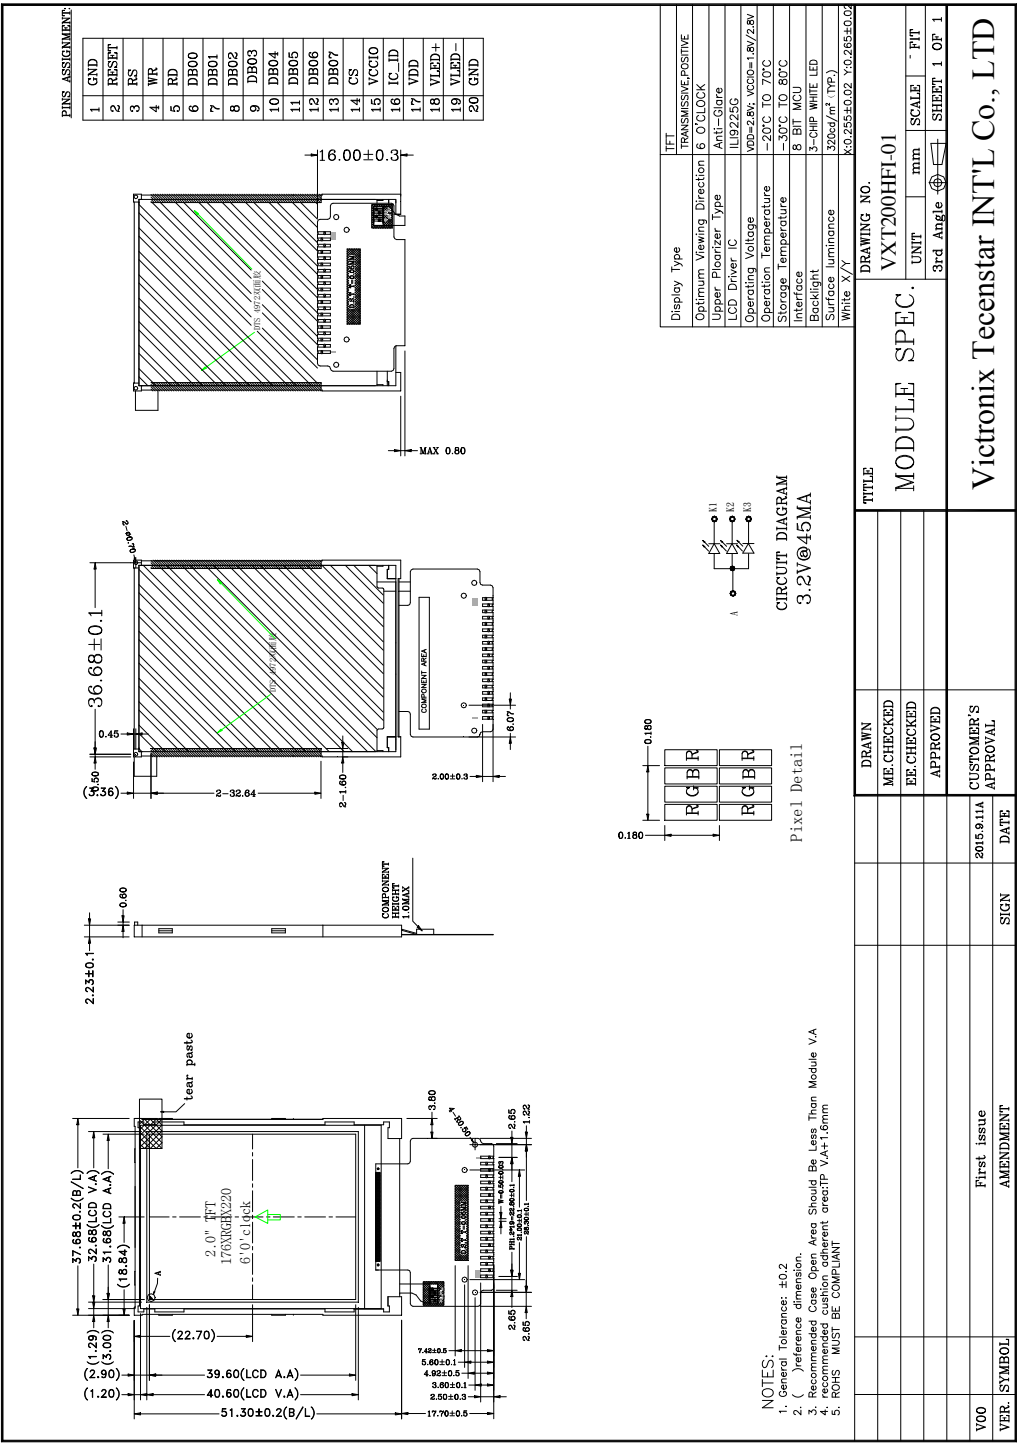 PINS ASSIGNMENT:
1 GND
2 RESET
3 RS
4 WR
5 RD
6 DB00
7 DB01
8 DB02
9 DB03
10 DB04
11 DB05
12 DB06
13 DB07
14 CS
15 VCCIO
16 IC_ID
17 VDD
18 VLED+
19 VLED-
20 GND
37.68±0.2(B/L)
32.68(LCD V.A)
31.68(LCD A.A)
(18.84)
(1.29)
(3.00)
(2.90)
(1.20)
(22.70)
39.60(LCD A.A)
40.60(LCD V.A)
51.30±0.2(B/L)
17.70±0.5
tear paste
A
2.0" TFT
176XRGBX220
6'0'clock
3.80
4-R0.50
2.65
1.22
W=0.50±0.03
21.00±0.1
2.65
2.65
7.42±0.5
5.60±0.1
4.92±0.5
3.60±0.1
2.50±0.3
2.23±0.1
0.60
COMPONENT
HEIGHT
1.0MAX
36.68±0.1
0.45
0.50
(3.36)
2-32.64
2-1.60
2.00±0.3
6.07
COMPONENT AREA
16.00±0.3
MAX 0.80
0.180
0.180
R G B R
R G B R
Pixel Detail
A
K1
K2
K3
CIRCUIT DIAGRAM
3.2V@45MA
Display Type TFT
TRANSMISSIVE,POSITIVE
Optimum Viewing Direction 6 O'CLOCK
Upper Ploarizer Type Anti-Glare
LCD Driver IC ILI9225G
Operating Voltage VDD=2.8V; VCCIO=1.8V/2.8V
Operation Temperature -20°C TO 70°C
Storage Temperature -30°C TO 80°C
Interface 8 BIT MCU
Backlight 3-CHIP WHITE LED
Surface luminance 320cd/m² (TYP.)
White X/Y X:0.255±0.02 Y:0.265±0.02
NOTES:
1. General Tolerance: ±0.2
2. ( )reference dimension.
3. Recommended Case Open Area Should Be Less Than Module V.A
4. recommended cushion adherent area:TP V.A+1.6mm
5. ROHS MUST BE COMPLIANT
V00 First issue 2015.9.11A
VER. SYMBOL AMENDMENT SIGN DATE
DRAWN
ME.CHECKED
EE.CHECKED
APPROVED
CUSTOMER'S
APPROVAL
TITLE
MODULE SPEC.
DRAWING NO.
VXT200HFI-01
UNIT mm SCALE FIT
3rd Angle SHEET 1 OF 1
Victronix Tecenstar INT'L Co., LTD